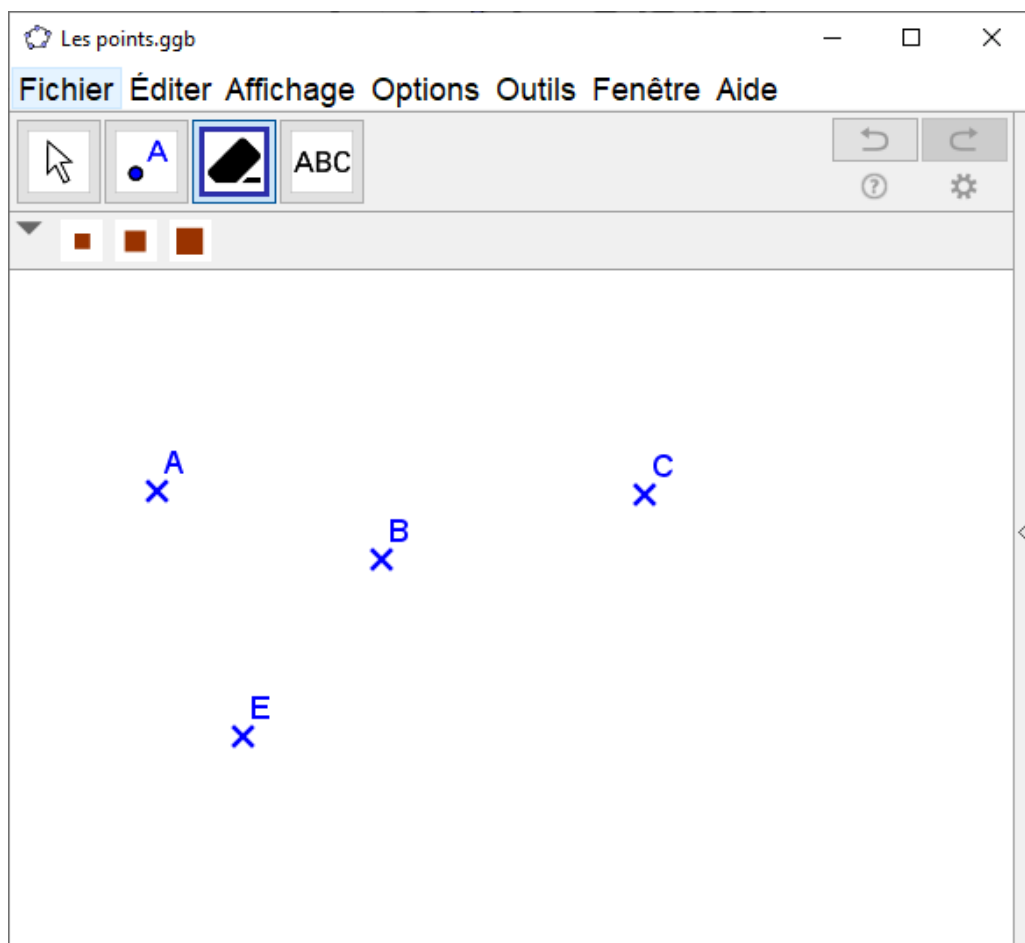 Les points.ggb
Fichier Éditer Affichage Options Outils Fenêtre Aide
A ABC
?
A
C
B
E